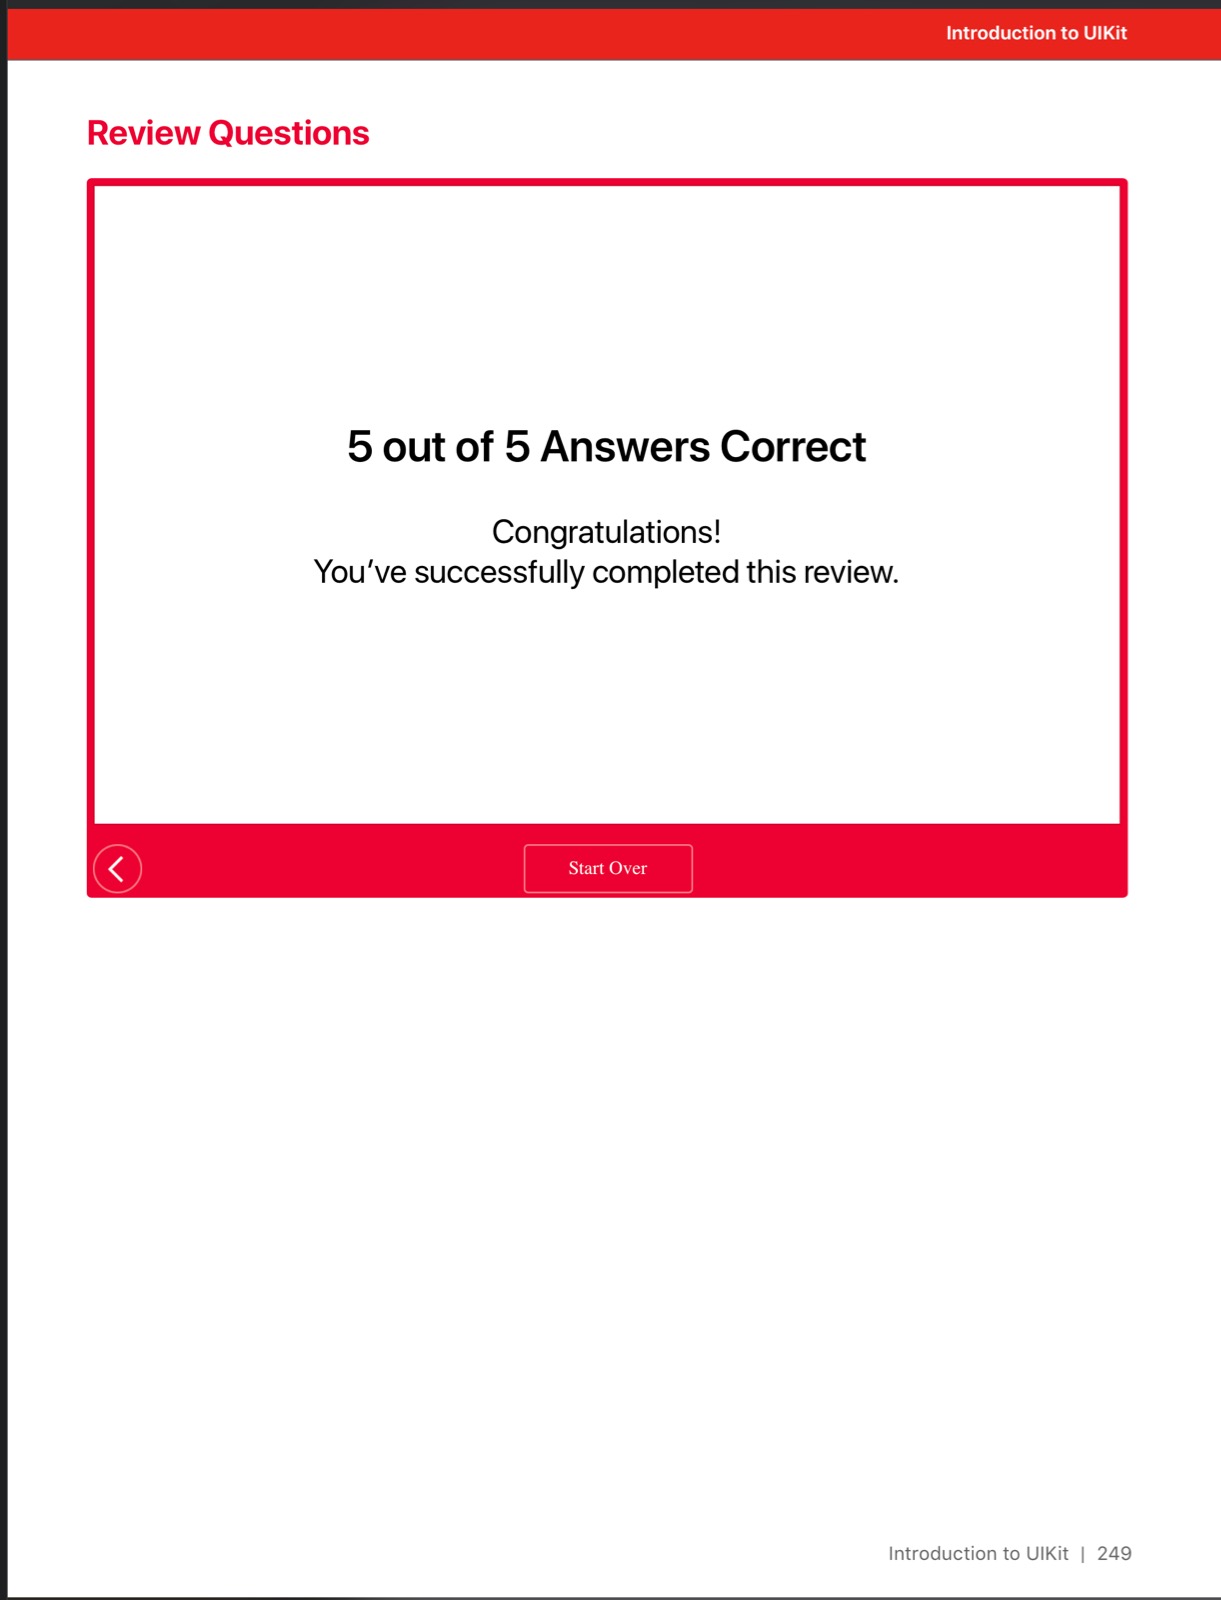 Introduction to UIKit
Review Questions
5 out of 5 Answers Correct
Congratulations!
You’ve successfully completed this review.
Start Over
Introduction to UIKit | 249